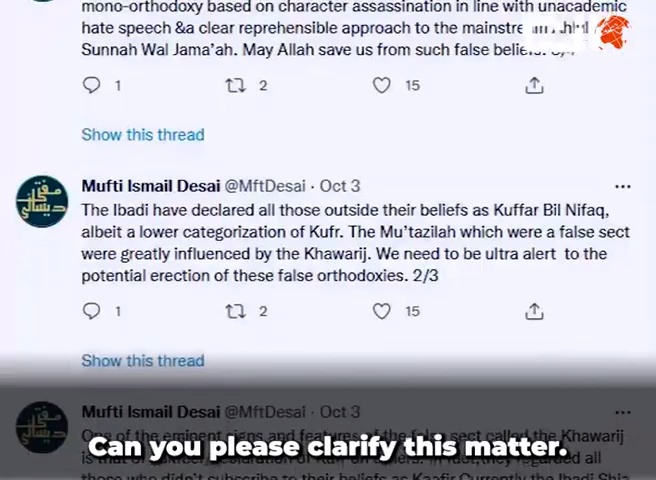 mono-orthodoxy based on character assassination in line with unacademic
hate speech &a clear reprehensible approach to the mainstream
Sunnah Wal Jama'ah. May Allah save us from such false beliefs.
1 2 15
Show this thread
Mufti Ismail Desai @MftDesai · Oct 3
The Ibadi have declared all those outside their beliefs as Kuffar Bil Nifaq,
albeit a lower categorization of Kufr. The Mu'tazilah which were a false sect
were greatly influenced by the Khawarij. We need to be ultra alert to the
potential erection of these false orthodoxies. 2/3
1 2 15
Show this thread
Mufti Ismail Desai @MftDesai · Oct 3
One of the eminent signs and features of the false sect called the Khawarij
Can you please clarify this matter.